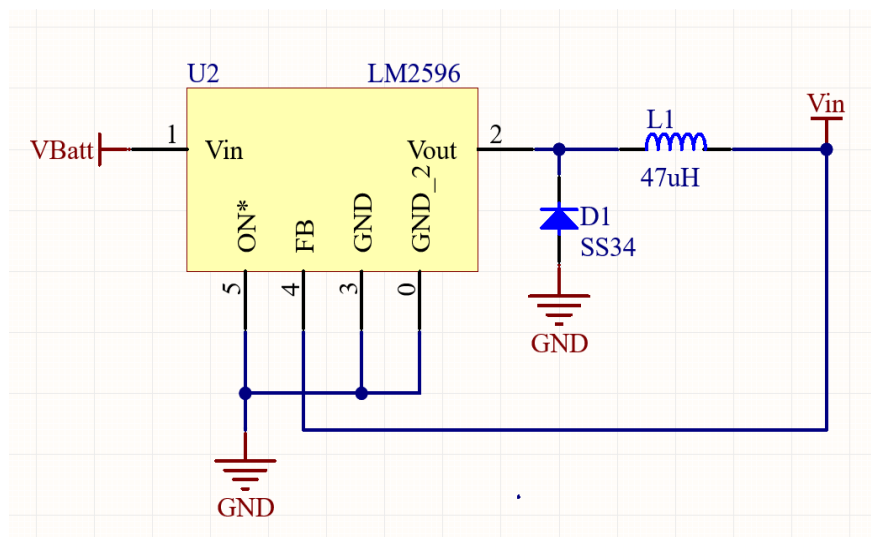 U2 LM2596
Vin
VBatt 1 Vin Vout 2 L1
47uH
ON* FB GND GND_2
D1
SS34
5 4 3 0
GND
GND